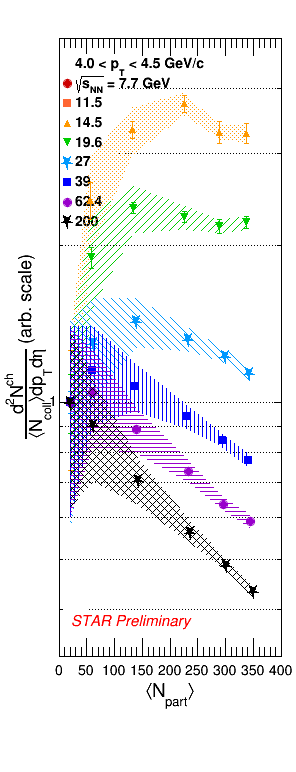 4.0 < p_T < 4.5 GeV/c
√s_NN = 7.7 GeV
11.5
14.5
19.6
27
39
62.4
200
d²N^ch
⟨N_coll⟩dp_Tdη (arb. scale)
1
STAR Preliminary
0 50 100 150 200 250 300 350 400
⟨N_part⟩